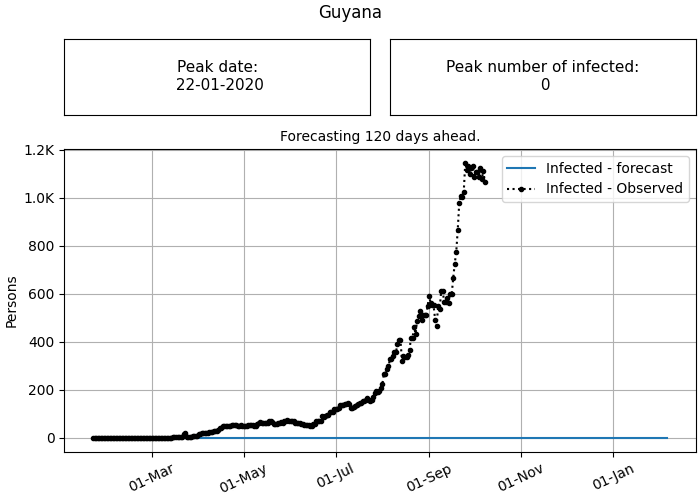 Guyana
Peak date:
22-01-2020
Peak number of infected:
0
Forecasting 120 days ahead.
Infected - forecast
Infected - Observed
1.2K
1.0K
800
600
400
200
0
Persons
01-Mar
01-May
01-Jul
01-Sep
01-Nov
01-Jan